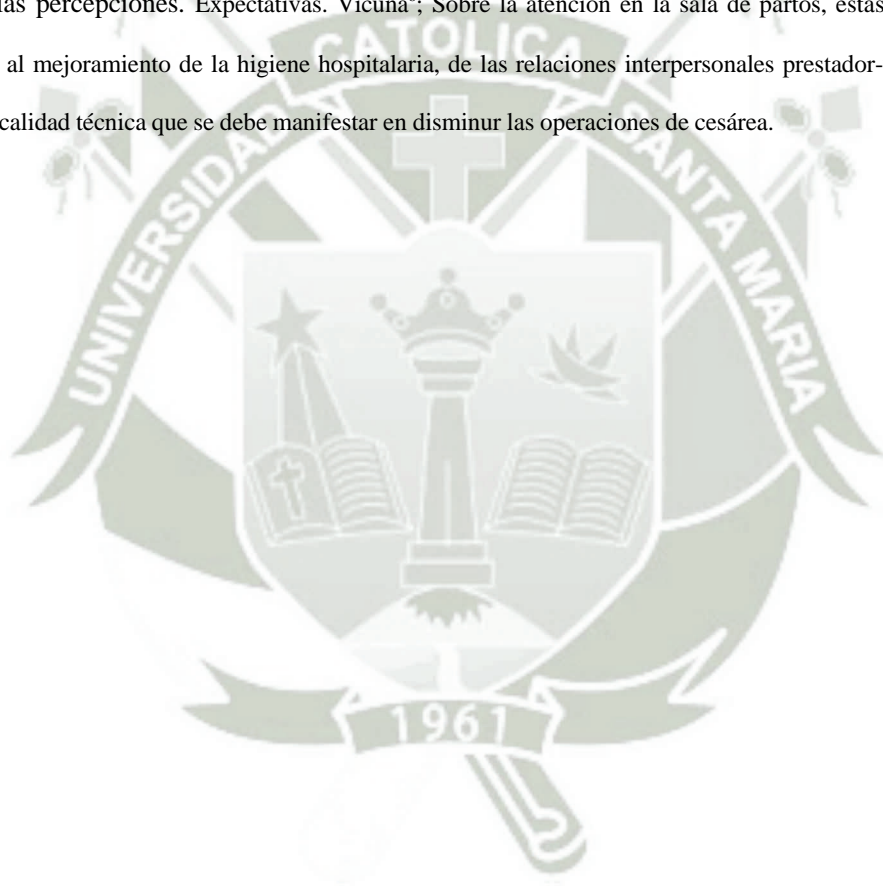 las percepciones. Expectativas. Vicuña⁸; Sobre la atención en la sala de partos, estas
al mejoramiento de la higiene hospitalaria, de las relaciones interpersonales prestador-
calidad técnica que se debe manifestar en disminur las operaciones de cesárea.
UNIVERSIDAD CATOLICA SANTA MARIA
1961